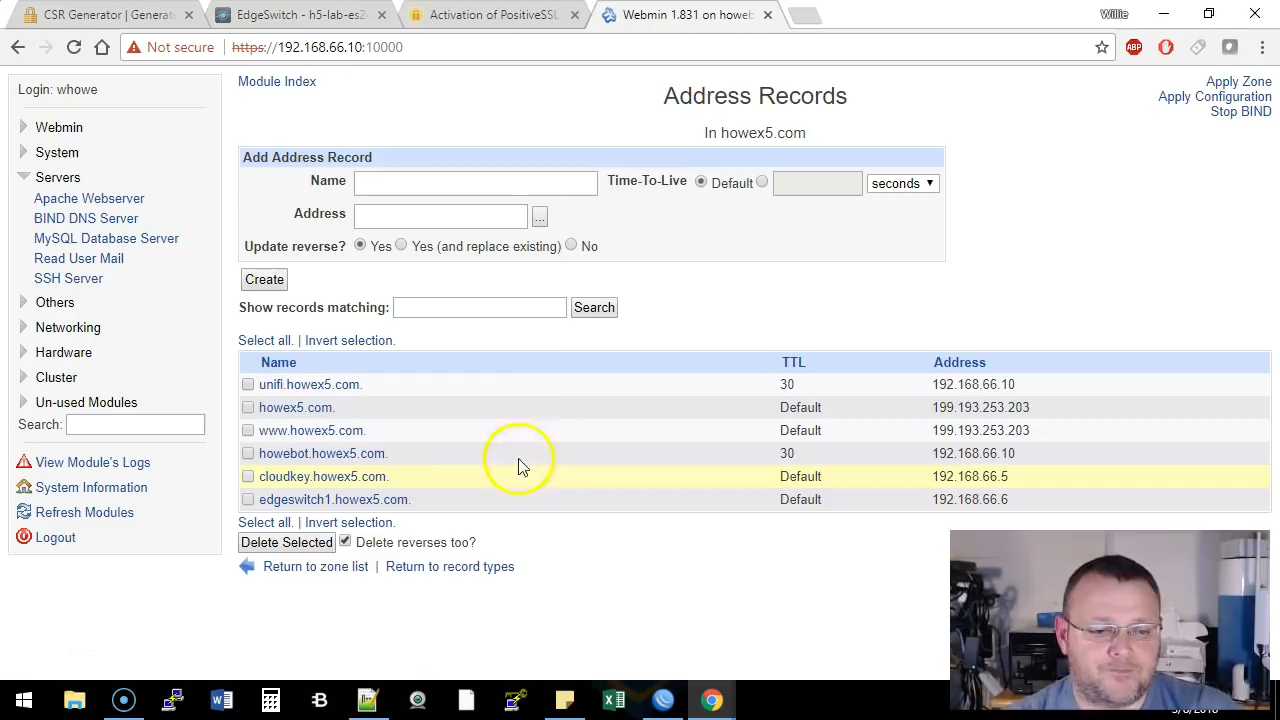 CSR Generator | Generato
EdgeSwitch - h5-lab-es2
Activation of PositiveSSL
Webmin 1.831 on howeb
Willie
Not secure
https://192.168.66.10:10000
ABP
Login: whowe
Webmin
System
Servers
Apache Webserver
BIND DNS Server
MySQL Database Server
Read User Mail
SSH Server
Others
Networking
Hardware
Cluster
Un-used Modules
Search:
View Module's Logs
System Information
Refresh Modules
Logout
Module Index
Address Records
In howex5.com
Apply Zone
Apply Configuration
Stop BIND
Add Address Record
Name
Time-To-Live
Default
seconds
Address
...
Update reverse?
Yes
Yes (and replace existing)
No
Create
Show records matching:
Search
Select all. | Invert selection.
Name TTL Address
unifi.howex5.com. 30 192.168.66.10
howex5.com. Default 199.193.253.203
www.howex5.com. Default 199.193.253.203
howebot.howex5.com. 30 192.168.66.10
cloudkey.howex5.com. Default 192.168.66.5
edgeswitch1.howex5.com. Default 192.168.66.6
Select all. | Invert selection.
Delete Selected
Delete reverses too?
Return to zone list | Return to record types